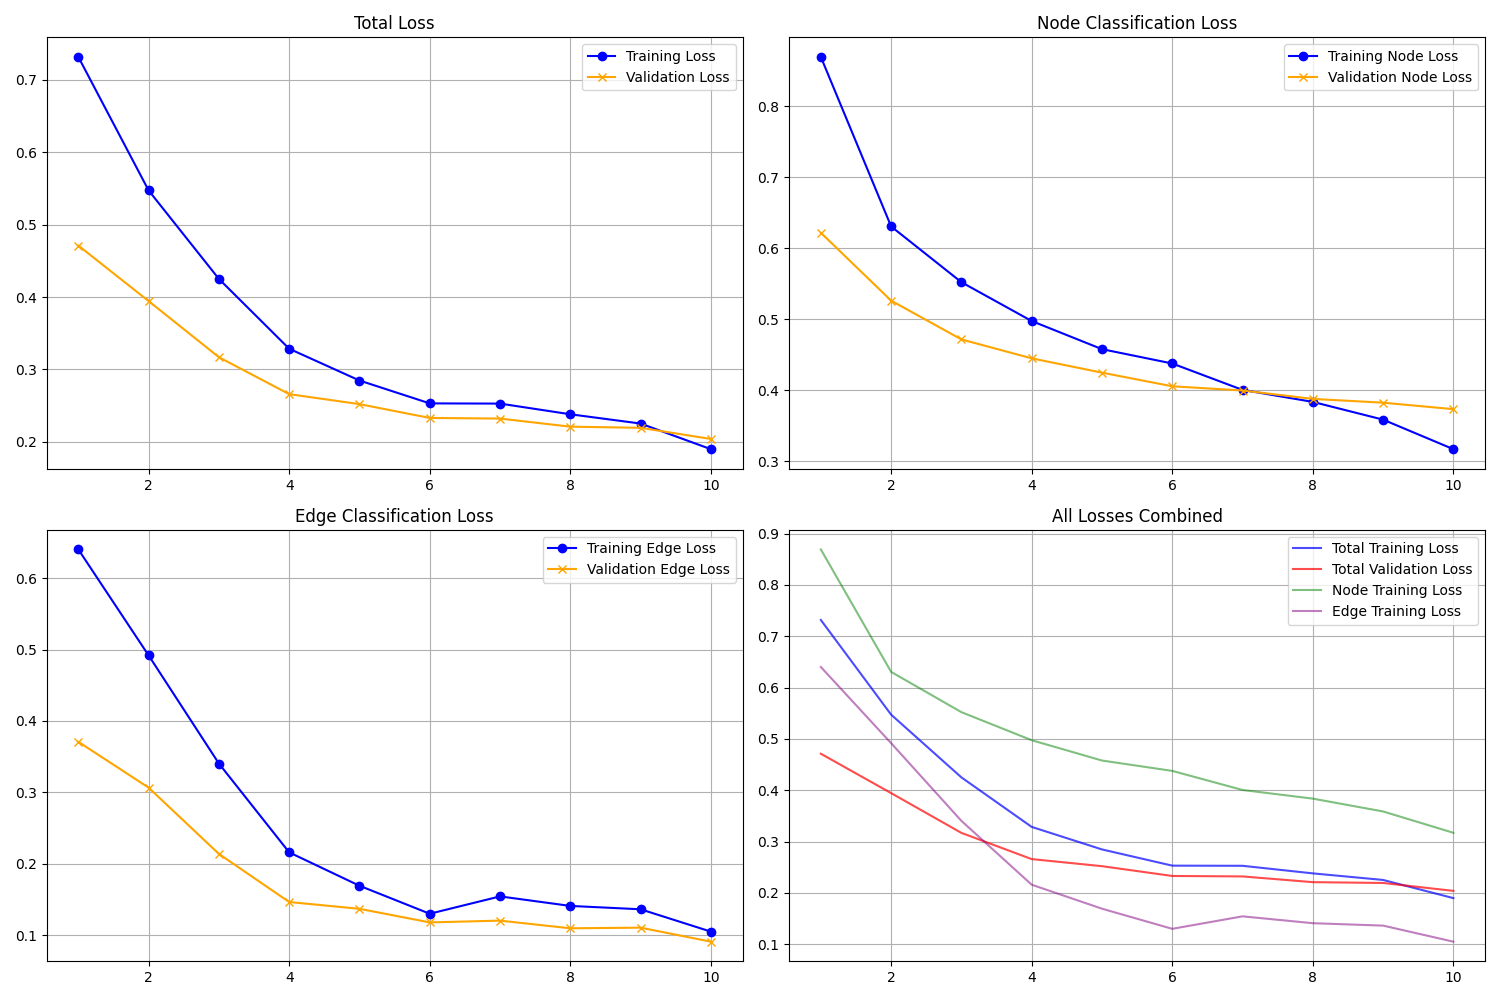 Total Loss
Training Loss
Validation Loss
0.7
0.6
0.5
0.4
0.3
0.2
2 4 6 8 10
Node Classification Loss
Training Node Loss
Validation Node Loss
0.8
0.7
0.6
0.5
0.4
0.3
2 4 6 8 10
Edge Classification Loss
Training Edge Loss
Validation Edge Loss
0.6
0.5
0.4
0.3
0.2
0.1
2 4 6 8 10
All Losses Combined
Total Training Loss
Total Validation Loss
Node Training Loss
Edge Training Loss
0.9
0.8
0.7
0.6
0.5
0.4
0.3
0.2
0.1
2 4 6 8 10